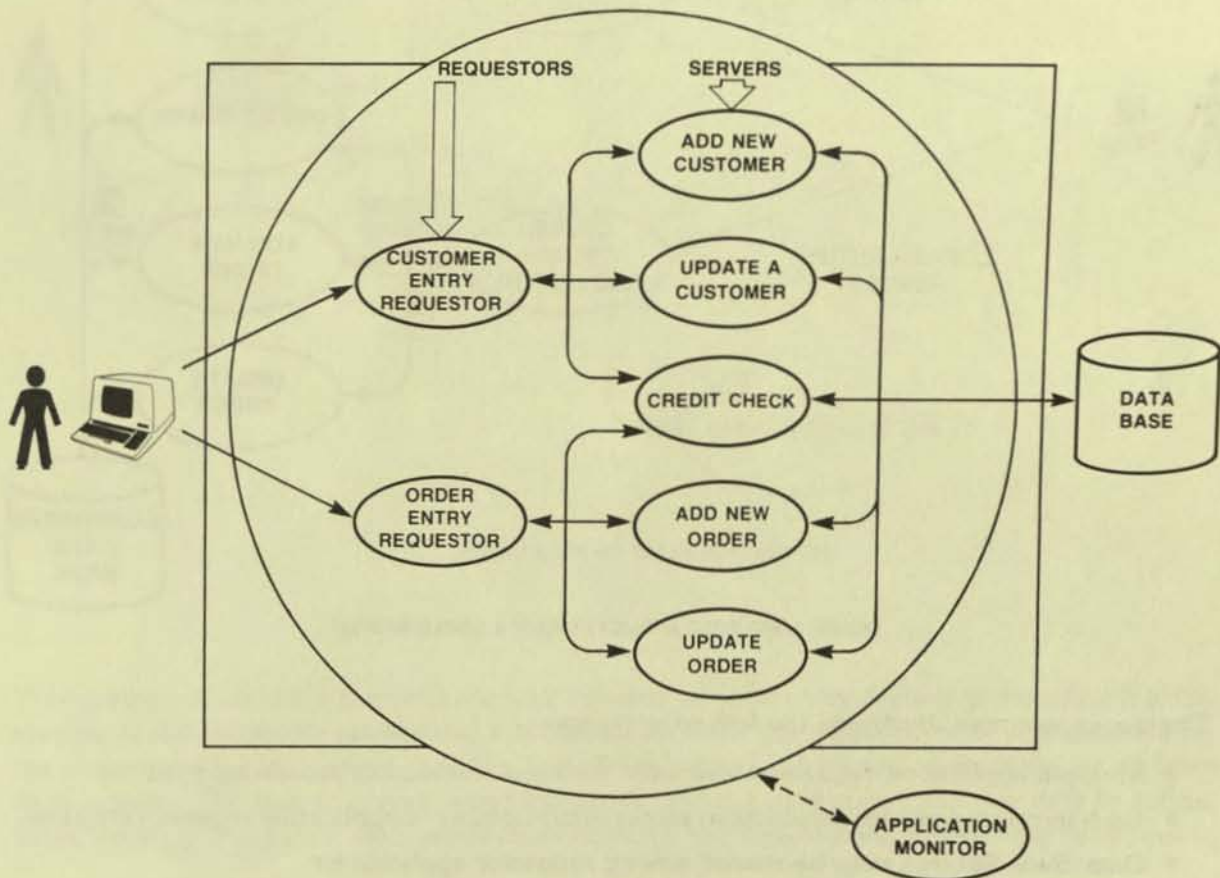 REQUESTORS
SERVERS
ADD NEW
CUSTOMER
CUSTOMER
ENTRY
REQUESTOR
UPDATE A
CUSTOMER
CREDIT CHECK
DATA
BASE
ORDER
ENTRY
REQUESTOR
ADD NEW
ORDER
UPDATE
ORDER
APPLICATION
MONITOR